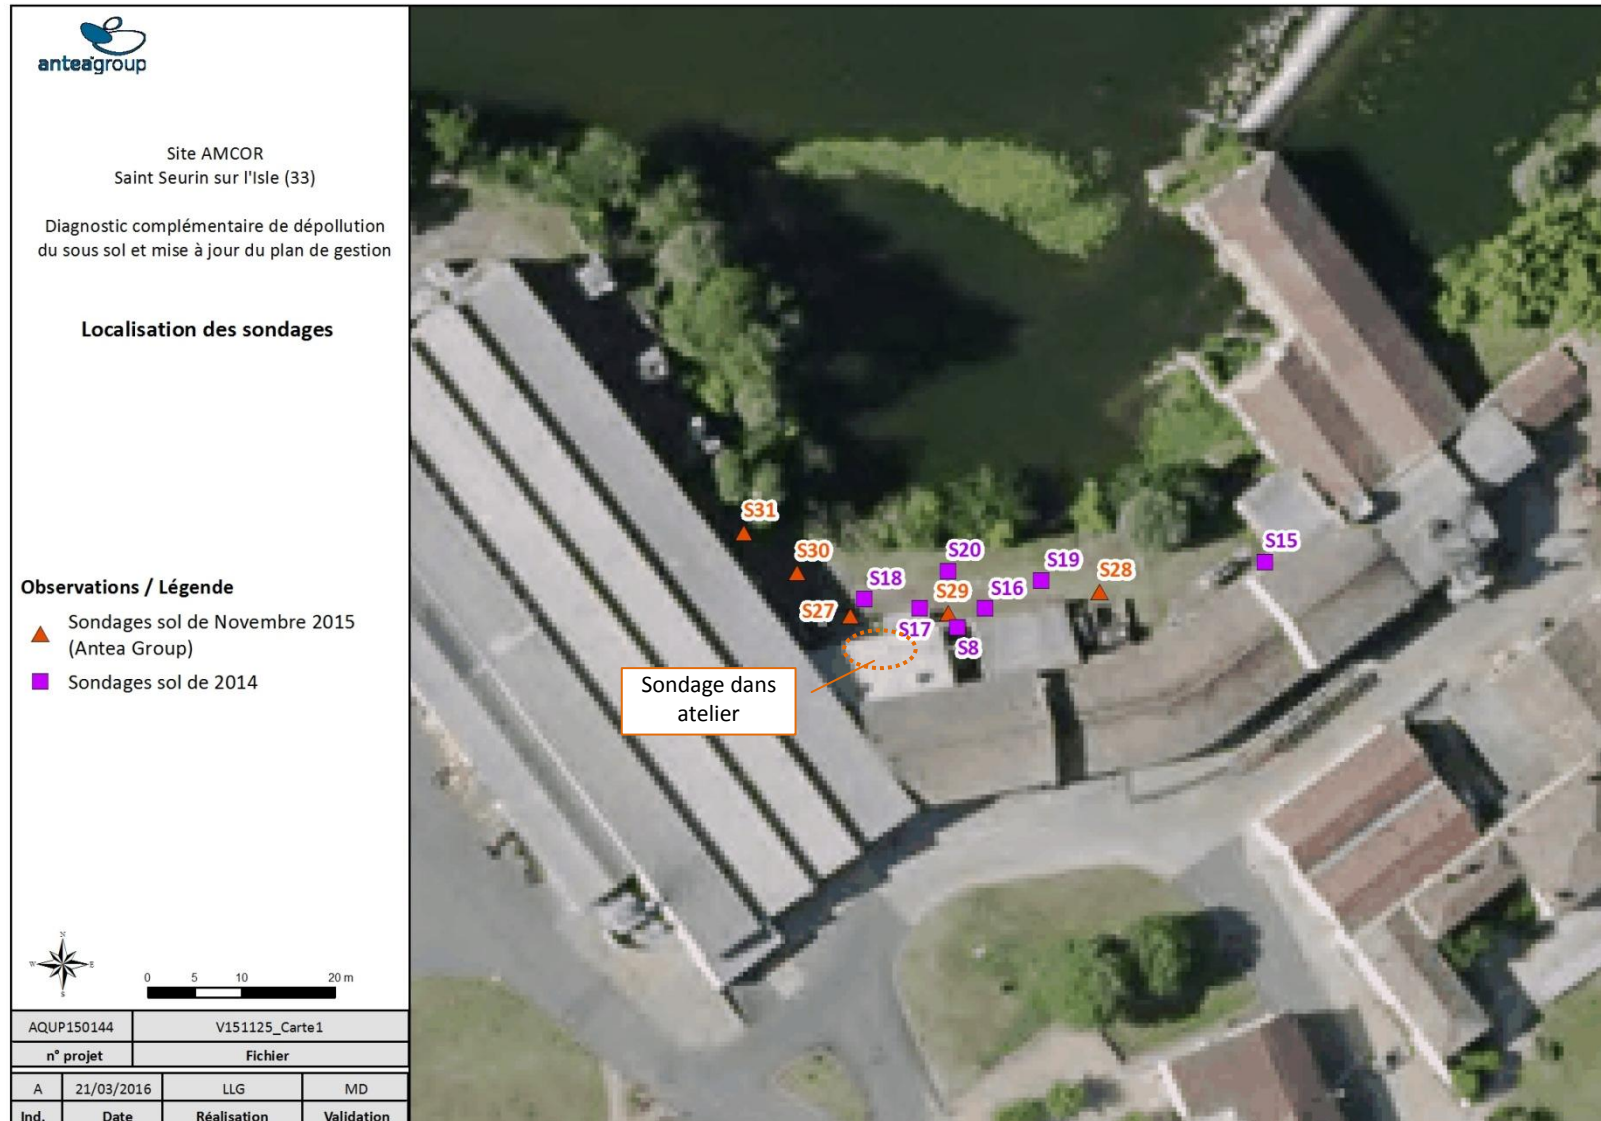 anteagroup
Site AMCOR
Saint Seurin sur l'Isle (33)
Diagnostic complémentaire de dépollution
du sous sol et mise à jour du plan de gestion
Localisation des sondages
Observations / Légende
Sondages sol de Novembre 2015
(Antea Group)
Sondages sol de 2014
N
W E
S
0 5 10 20 m
AQUP150144 V151125_Carte1
n° projet Fichier
A 21/03/2016 LLG MD
Ind. Date Réalisation Validation
S31
S30
S27
S18
S20
S29
S17
S8
S16
S19
S28
S15
Sondage dans
atelier